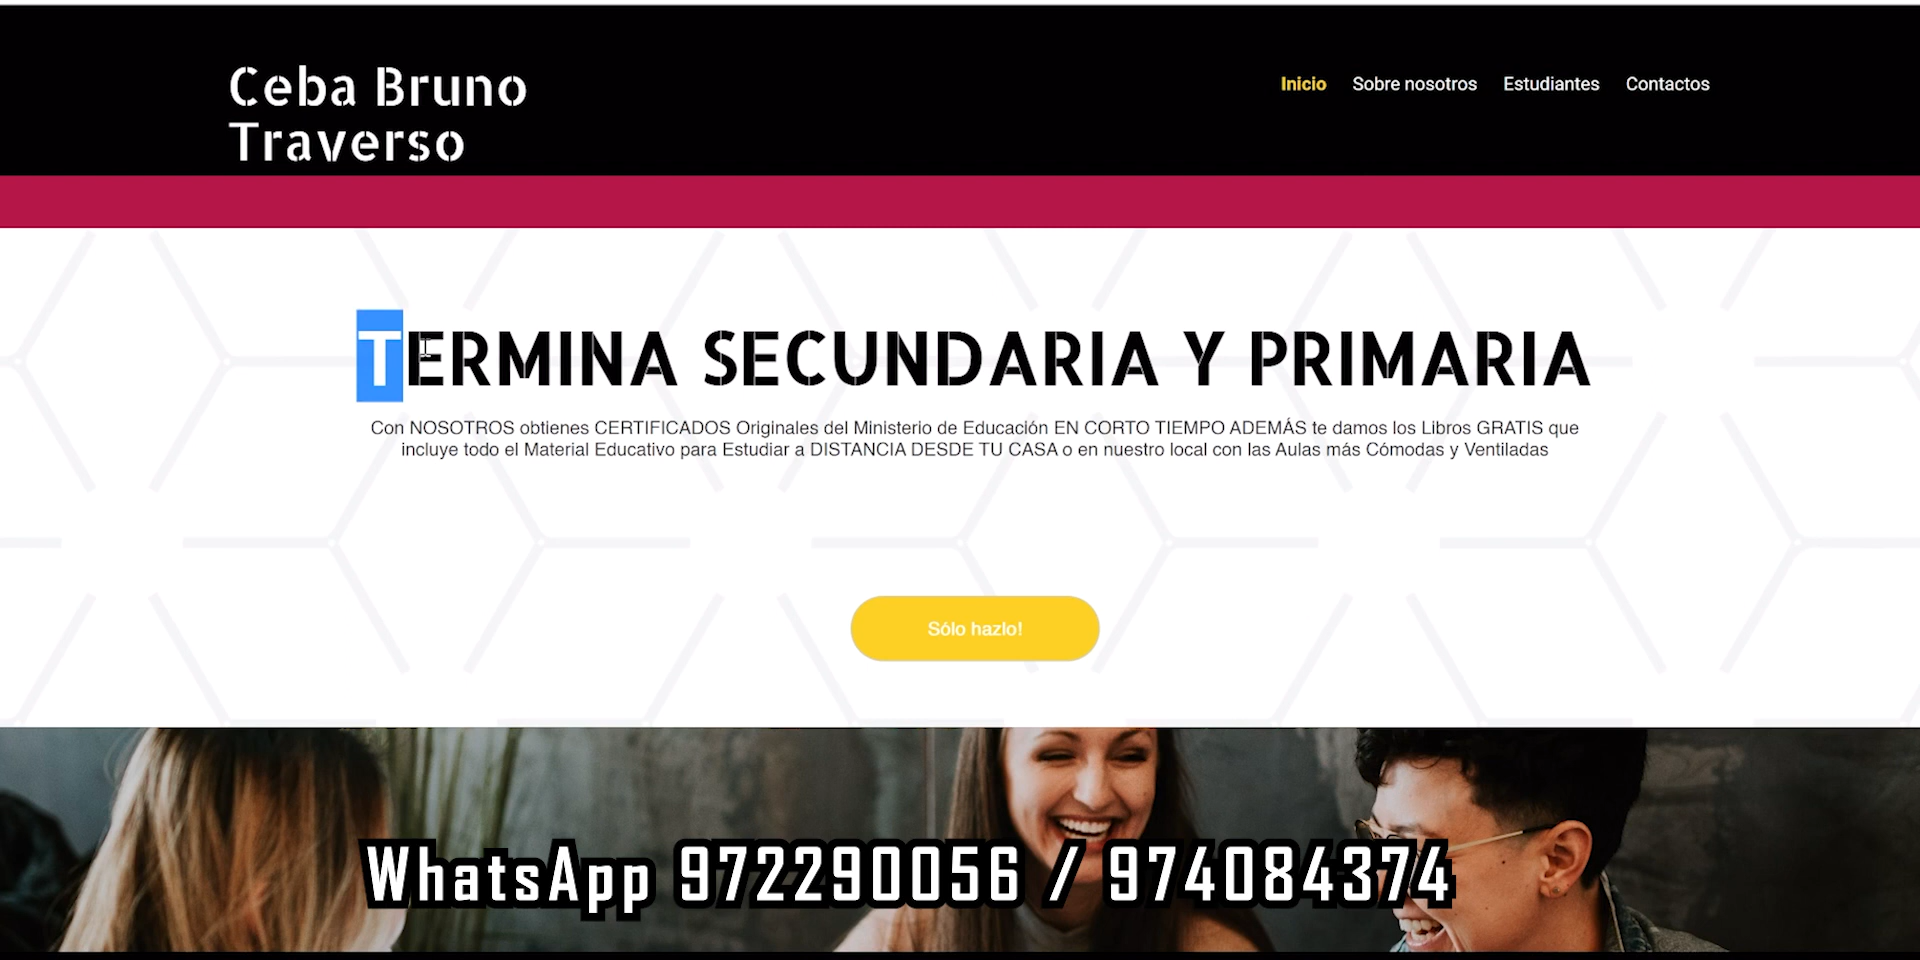 Ceba Bruno
Traverso
Inicio Sobre nosotros Estudiantes Contactos
TERMINA SECUNDARIA Y PRIMARIA
Con NOSOTROS obtienes CERTIFICADOS Originales del Ministerio de Educación EN CORTO TIEMPO ADEMÁS te damos los Libros GRATIS que
incluye todo el Material Educativo para Estudiar a DISTANCIA DESDE TU CASA o en nuestro local con las Aulas más Cómodas y Ventiladas
Sólo hazlo!
WhatsApp 972290056 / 974084374